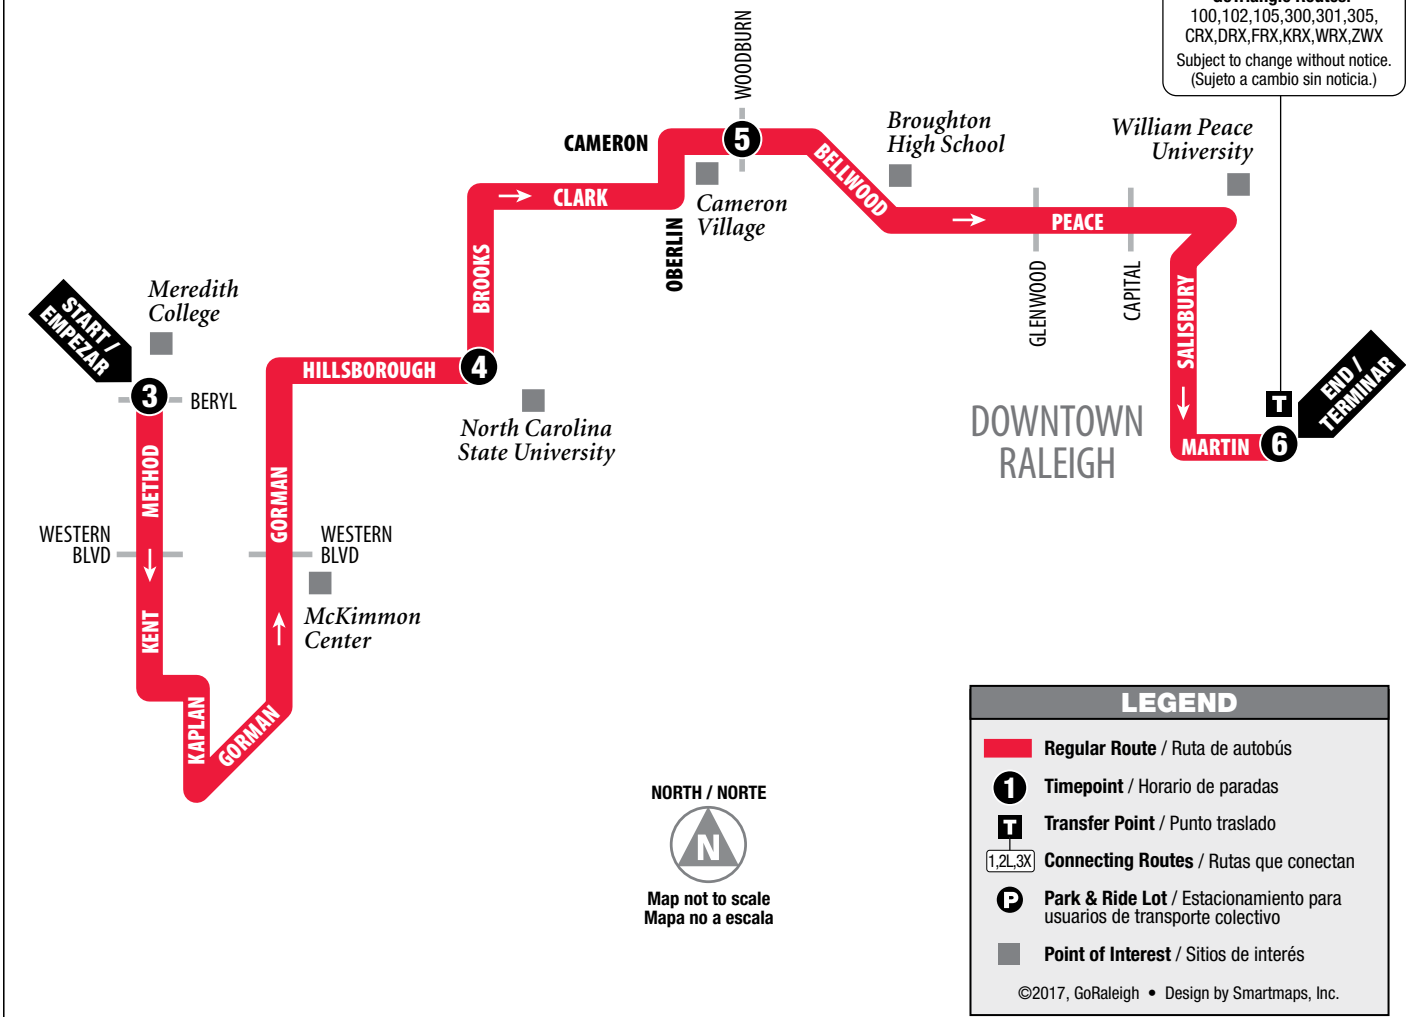 GoTriangle Routes:
100,102,105,300,301,305,
CRX,DRX,FRX,KRX,WRX,ZWX
Subject to change without notice.
(Sujeto a cambio sin noticia.)
WOODBURN
CAMERON
5
BELLWOOD
Broughton
High School
William Peace
University
CLARK
Cameron
Village
OBERLIN
PEACE
GLENWOOD
CAPITAL
BROOKS
SALISBURY
START /
EMPEZAR
Meredith
College
3
BERYL
HILLSBOROUGH
4
North Carolina
State University
T
END /
TERMINAR
DOWNTOWN
RALEIGH
MARTIN
6
METHOD
GORMAN
WESTERN
BLVD
WESTERN
BLVD
KENT
McKimmon
Center
KAPLAN
GORMAN
NORTH / NORTE
N
Map not to scale
Mapa no a escala
LEGEND
Regular Route / Ruta de autobús
1 Timepoint / Horario de paradas
T Transfer Point / Punto traslado
1,2L,3X Connecting Routes / Rutas que conectan
P Park & Ride Lot / Estacionamiento para
usuarios de transporte colectivo
Point of Interest / Sitios de interés
©2017, GoRaleigh • Design by Smartmaps, Inc.